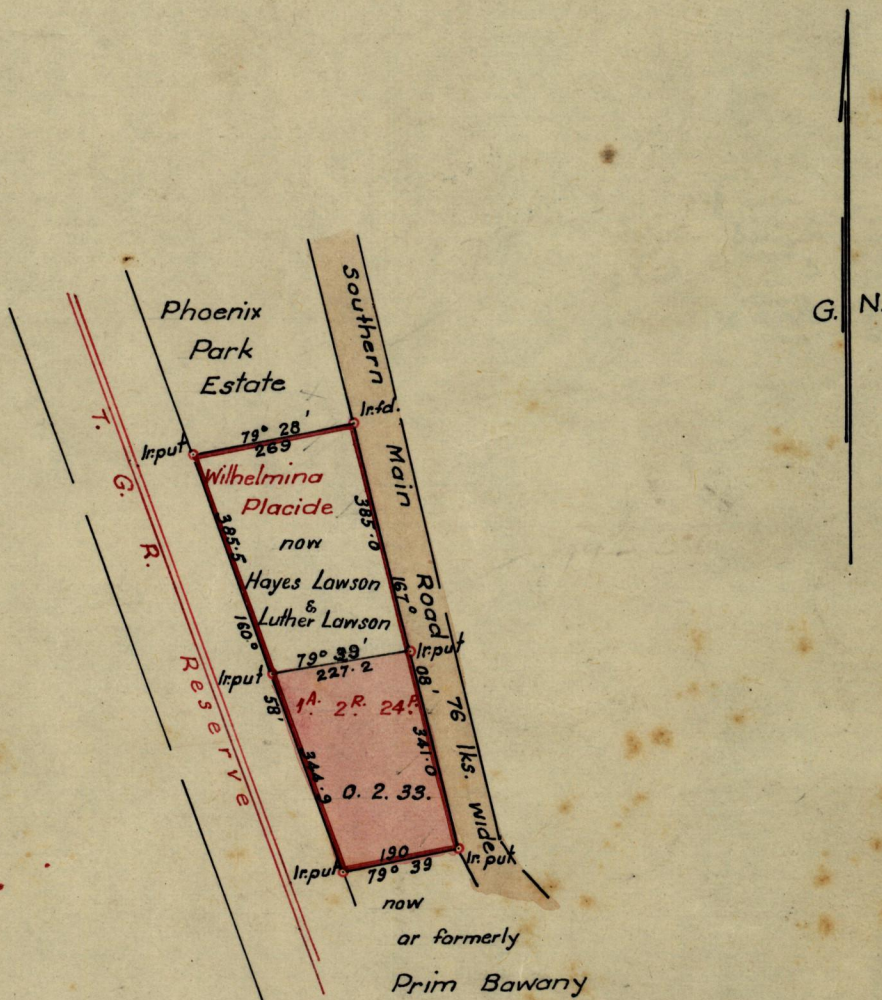 G. N.
Southern Main Road 76 lks. wide
Phoenix
Park
Estate
T. G. R. Reserve
Ir.fd.
Ir.put
79° 28'
269
Wilhelmina
Placide
now
Hayes Lawson
&
Luther Lawson
385.5
385.0
160° 58'
167° 08'
79° 39'
227.2
Ir.put
Ir.put
1A. 2R. 24P.
0. 2. 33.
344.9
341.0
190
79° 39
Ir.put
Ir.put
now
or formerly
Prim Bawany